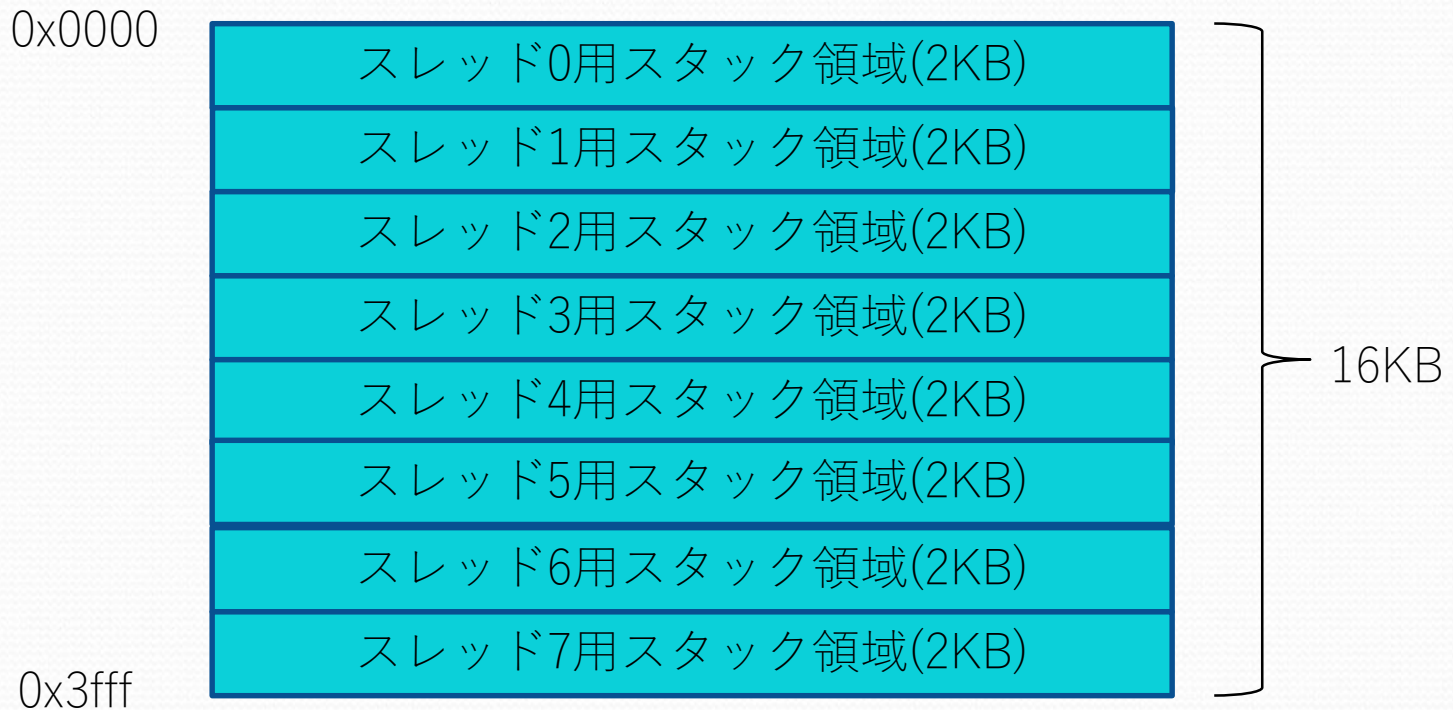 0x0000
スレッド0用スタック領域(2KB)
スレッド1用スタック領域(2KB)
スレッド2用スタック領域(2KB)
スレッド3用スタック領域(2KB)
16KB
スレッド4用スタック領域(2KB)
スレッド5用スタック領域(2KB)
スレッド6用スタック領域(2KB)
スレッド7用スタック領域(2KB)
0x3fff